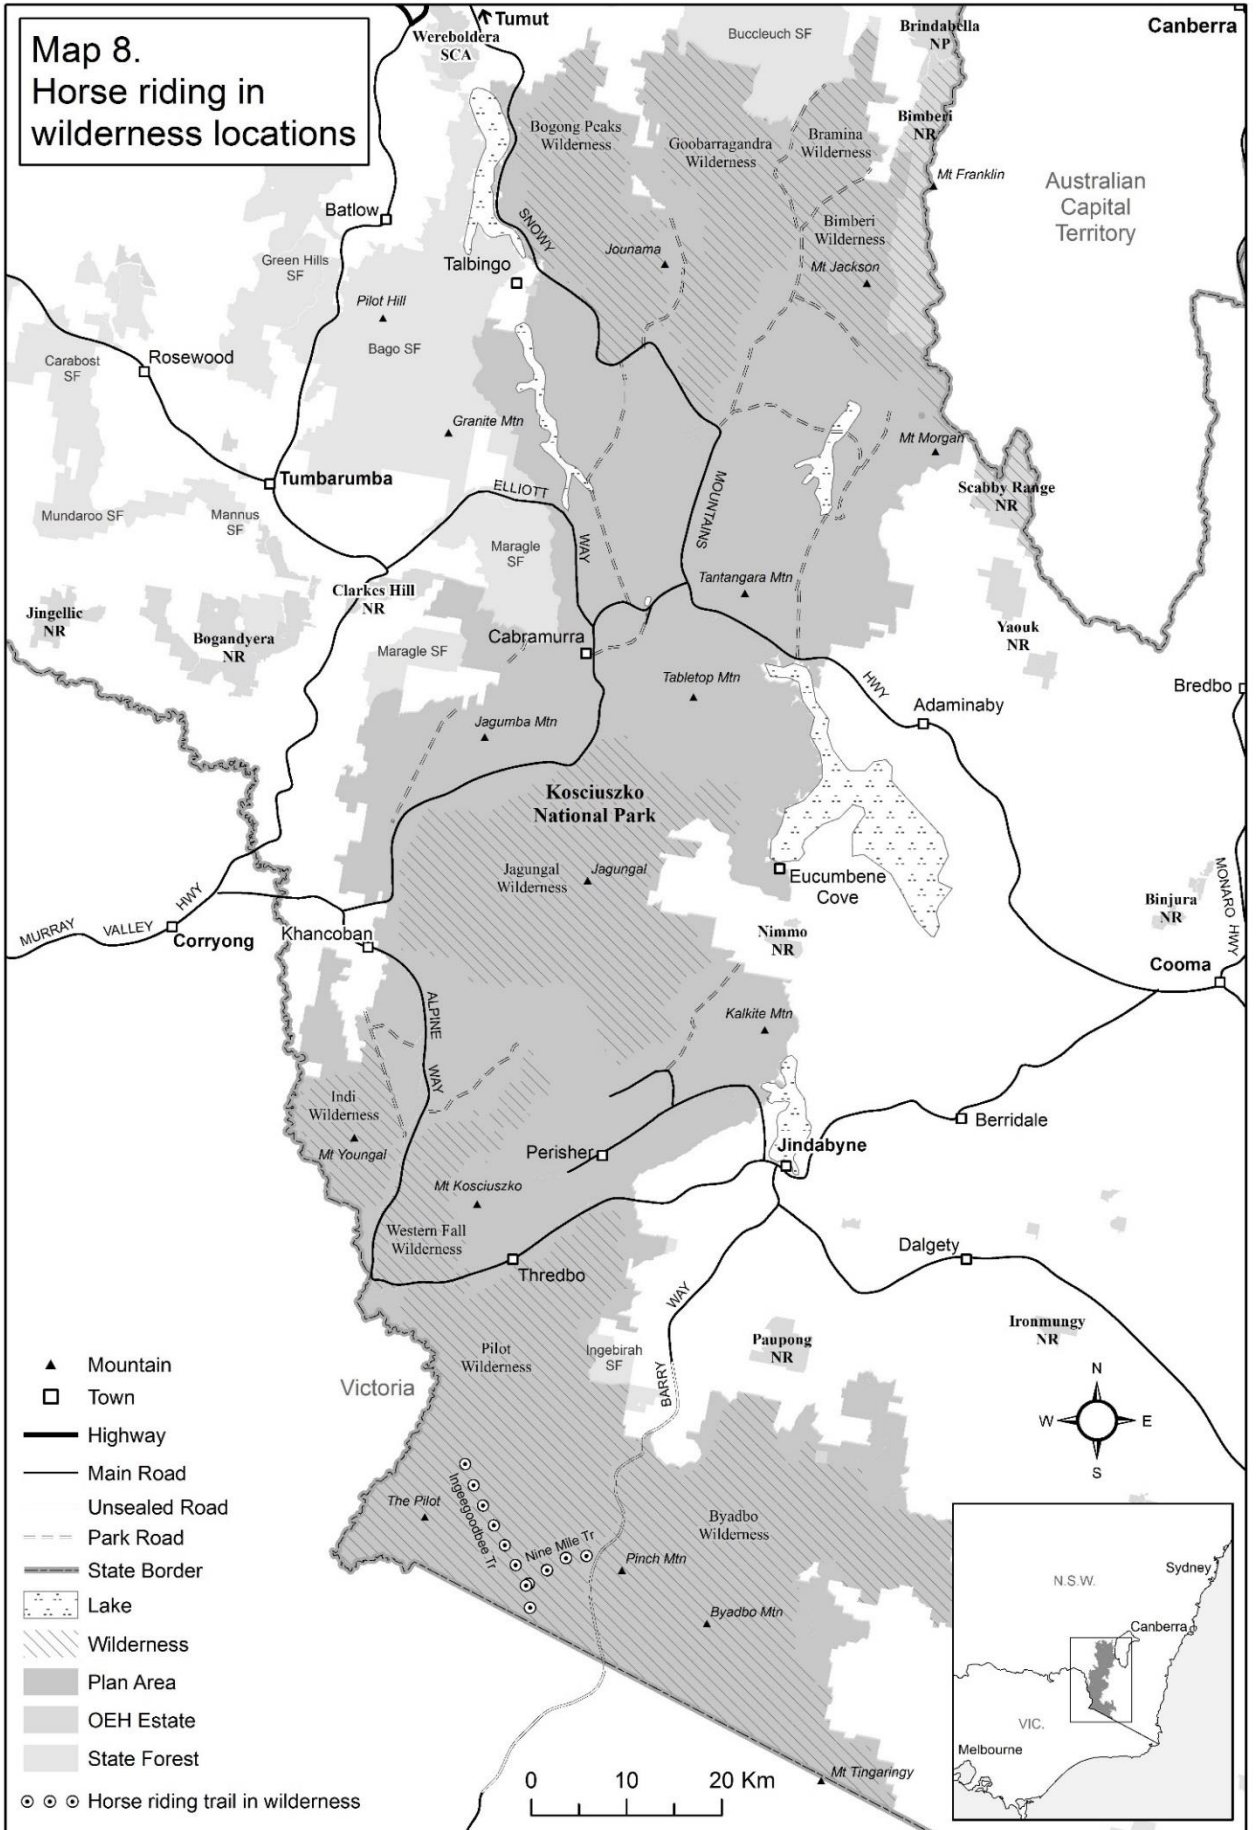 Map 8.
Horse riding in
wilderness locations
Tumut
Wereboldera
SCA
Buccleuch SF
Brindabella
NP
Canberra
Bogong Peaks
Wilderness
Goobarragandra
Wilderness
Bramina
Wilderness
Bimberi
NR
Mt Franklin
Australian
Capital
Territory
Batlow
SNOWY
Bimberi
Wilderness
Green Hills
SF
Talbingo
Jounama
Mt Jackson
Pilot Hill
Bago SF
Carabost
SF
Rosewood
Granite Mtn
Mt Morgan
Tumbarumba
ELLIOTT
WAY
MOUNTAINS
HWY
Scabby Range
NR
Mundaroo SF
Mannus
SF
Maragle
SF
Clarkes Hill
NR
Tantangara Mtn
Jingellic
NR
Bogandyera
NR
Yaouk
NR
Maragle SF
Cabramurra
Tabletop Mtn
Bredbo
Adaminaby
Jagumba Mtn
Kosciuszko
National Park
Jagungal
Wilderness
Jagungal
Eucumbene
Cove
MONARO HWY
Binjura
NR
MURRAY
VALLEY
HWY
Corryong
Khancoban
Nimmo
NR
Cooma
ALPINE
WAY
Kalkite Mtn
Indi
Wilderness
Mt Youngal
Perisher
Berridale
Jindabyne
Mt Kosciuszko
Western Fall
Wilderness
Thredbo
Dalgety
BARRY
WAY
Pilot
Wilderness
Ingebirah
SF
Paupong
NR
Ironmungy
NR
Victoria
N
W
E
S
The Pilot
Ingeegoodbee Tr
Nine Mile Tr
Pinch Mtn
Byadbo
Wilderness
Byadbo Mtn
Mt Tingaringy
Mountain
Town
Highway
Main Road
Unsealed Road
Park Road
State Border
Lake
Wilderness
Plan Area
OEH Estate
State Forest
Horse riding trail in wilderness
0
10
20 Km
Sydney
N.S.W.
Canberra
VIC.
Melbourne